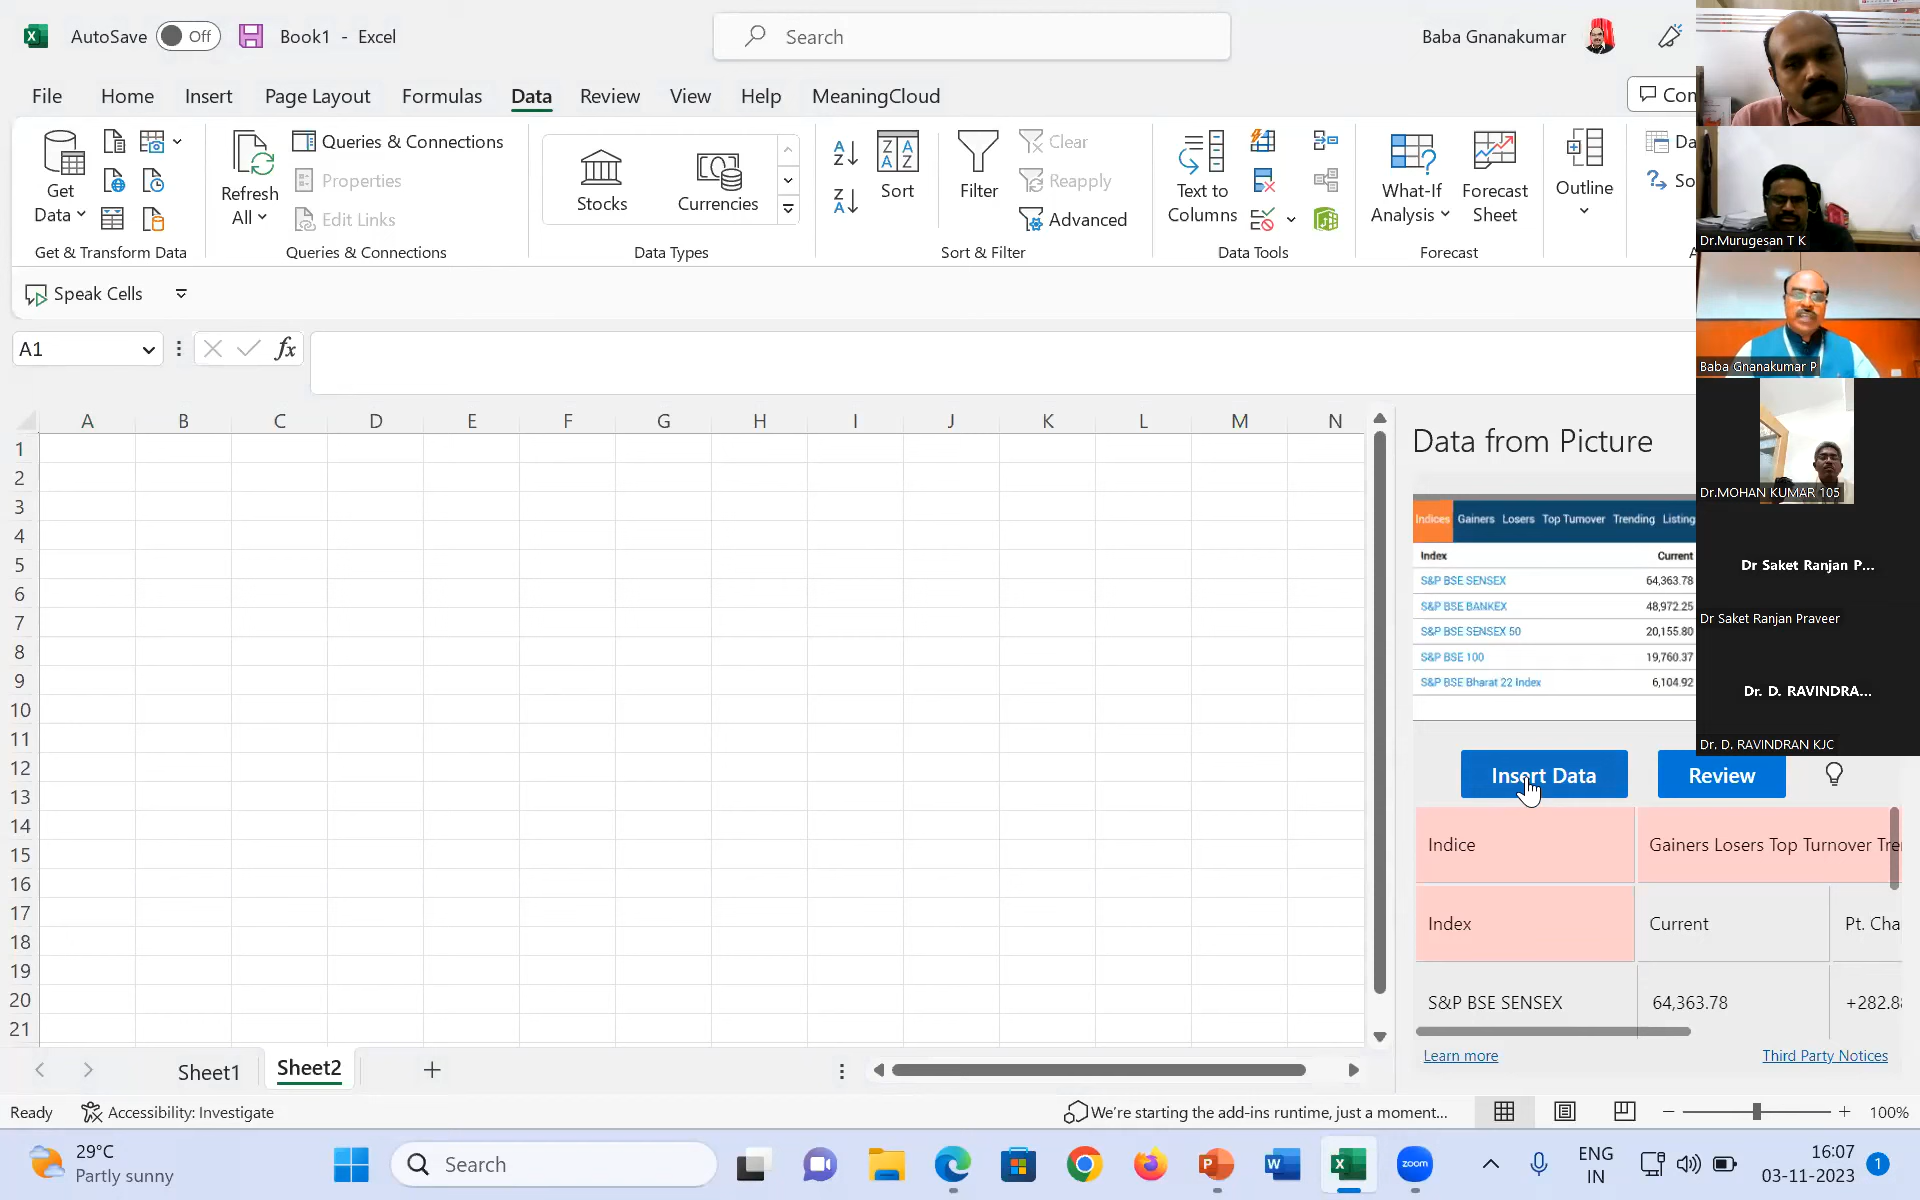 AutoSave Off Book1 - Excel Search Baba Gnanakumar
File Home Insert Page Layout Formulas Data Review View Help MeaningCloud
Get Data
Get & Transform Data
Refresh All
Queries & Connections
Properties
Edit Links
Queries & Connections
Stocks Currencies
Data Types
Sort Filter
Clear
Reapply
Advanced
Sort & Filter
Text to Columns
Data Tools
What-If Analysis Forecast Sheet
Forecast
Outline
Speak Cells
A1 fx
A B C D E F G H I J K L M N
1
2
3
4
5
6
7
8
9
10
11
12
13
14
15
16
17
18
19
20
21
Data from Picture
Indices Gainers Losers Top Turnover Trending Listing
Index Current
S&P BSE SENSEX 64,363.78
S&P BSE BANKEX 48,972.25
S&P BSE SENSEX 50 20,155.80
S&P BSE 100 19,760.37
S&P BSE Bharat 22 Index 6,104.92
Insert Data Review
Indice Gainers Losers Top Turnover Tre
Index Current Pt. Cha
S&P BSE SENSEX 64,363.78 +282.8
Learn more Third Party Notices
Dr.Murugesan T K
Baba Gnanakumar P
Dr.MOHAN KUMAR 105
Dr Saket Ranjan P...
Dr Saket Ranjan Praveer
Dr. D. RAVINDRA...
Dr. D. RAVINDRAN KJC
Sheet1 Sheet2
Ready Accessibility: Investigate We're starting the add-ins runtime, just a moment... 100%
29°C
Partly sunny
Search
zoom
ENG
IN
16:07
03-11-2023
1